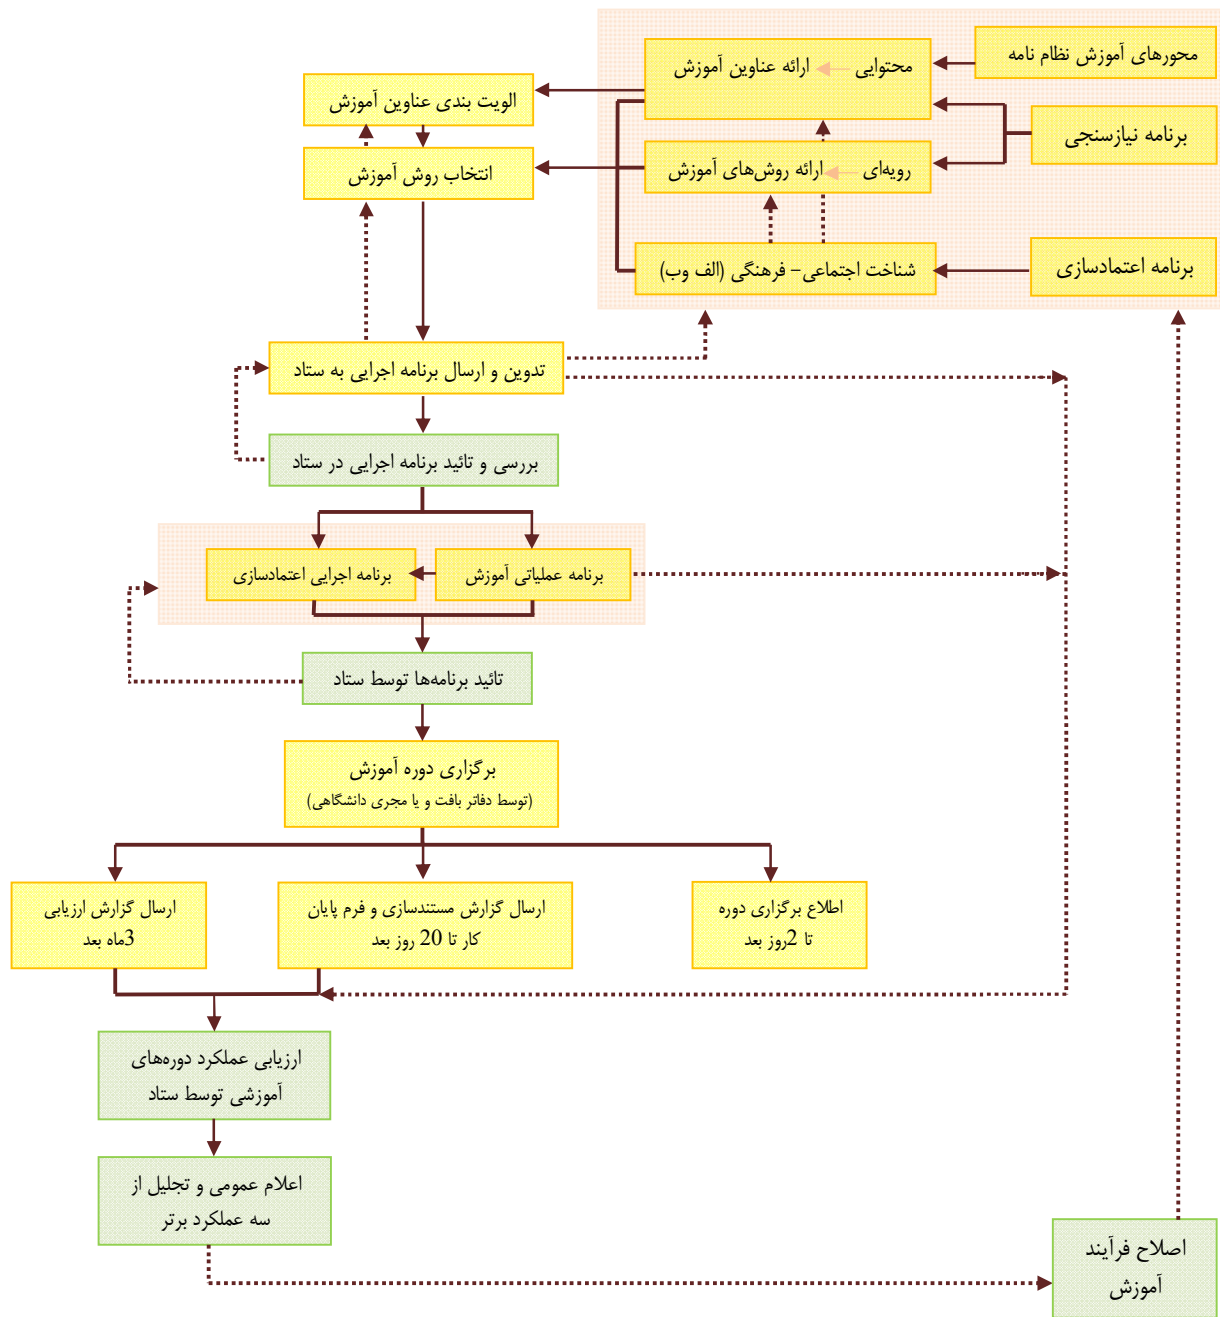 محورهای آموزش نظام نامه
محتوایی ارائه عناوین آموزش
برنامه نیازسنجی
رویه‌ای ارائه روش‌های آموزش
برنامه اعتمادسازی
شناخت اجتماعی- فرهنگی (الف وب)
الویت بندی عناوین آموزش
انتخاب روش آموزش
تدوین و ارسال برنامه اجرایی به ستاد
بررسی و تائید برنامه اجرایی در ستاد
برنامه عملیاتی آموزش
برنامه اجرایی اعتمادسازی
تائید برنامه‌ها توسط ستاد
برگزاری دوره آموزش
(توسط دفاتر بافت و یا مجری دانشگاهی)
اطلاع برگزاری دوره
تا 2روز بعد
ارسال گزارش مستندسازی و فرم پایان
کار تا 20 روز بعد
ارسال گزارش ارزیابی
3ماه بعد
ارزیابی عملکرد دوره‌های
آموزشی توسط ستاد
اعلام عمومی و تجلیل از
سه عملکرد برتر
اصلاح فرآیند
آموزش